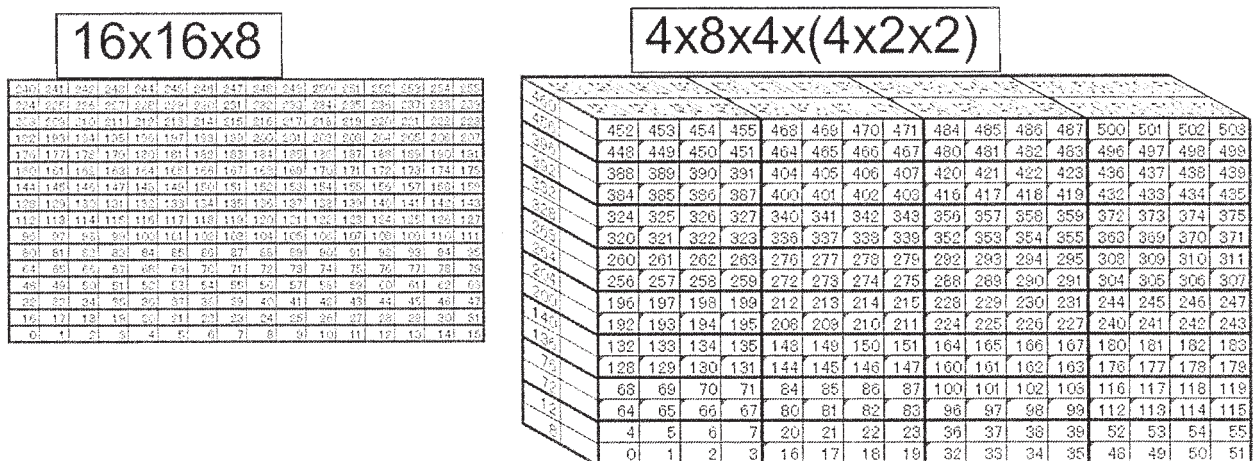 16x16x8
4x8x4x(4x2x2)
240 241 242 243 244 245 246 247 248 249 250 251 252 253 254 255
224 225 226 227 228 229 230 231 232 233 234 235 236 237 238 239
208 209 210 211 212 213 214 215 216 217 218 219 220 221 222 223
192 193 194 195 196 197 198 199 200 201 202 203 204 205 206 207
176 177 178 179 180 181 182 183 184 185 186 187 188 189 190 191
160 161 162 163 164 165 166 167 168 169 170 171 172 173 174 175
144 145 146 147 148 149 150 151 152 153 154 155 156 157 158 159
128 129 130 131 132 133 134 135 136 137 138 139 140 141 142 143
112 113 114 115 116 117 118 119 120 121 122 123 124 125 126 127
96 97 98 99 100 101 102 103 104 105 106 107 108 109 110 111
80 81 82 83 84 85 86 87 88 89 90 91 92 93 94 95
64 65 66 67 68 69 70 71 72 73 74 75 76 77 78 79
48 49 50 51 52 53 54 55 56 57 58 59 60 61 62 63
32 33 34 35 36 37 38 39 40 41 42 43 44 45 46 47
16 17 18 19 20 21 22 23 24 25 26 27 28 29 30 31
0 1 2 3 4 5 6 7 8 9 10 11 12 13 14 15
460
456
396
392
332
328
268
264
204
200
140
136
76
72
12
8
452 453 454 455 468 469 470 471 484 485 486 487 500 501 502 503
448 449 450 451 464 465 466 467 480 481 482 483 496 497 498 499
388 389 390 391 404 405 406 407 420 421 422 423 436 437 438 439
384 385 386 387 400 401 402 403 416 417 418 419 432 433 434 435
324 325 326 327 340 341 342 343 356 357 358 359 372 373 374 375
320 321 322 323 336 337 338 339 352 353 354 355 368 369 370 371
260 261 262 263 276 277 278 279 292 293 294 295 308 309 310 311
256 257 258 259 272 273 274 275 288 289 290 291 304 305 306 307
196 197 198 199 212 213 214 215 228 229 230 231 244 245 246 247
192 193 194 195 208 209 210 211 224 225 226 227 240 241 242 243
132 133 134 135 148 149 150 151 164 165 166 167 180 181 182 183
128 129 130 131 144 145 146 147 160 161 162 163 176 177 178 179
68 69 70 71 84 85 86 87 100 101 102 103 116 117 118 119
64 65 66 67 80 81 82 83 96 97 98 99 112 113 114 115
4 5 6 7 20 21 22 23 36 37 38 39 52 53 54 55
0 1 2 3 16 17 18 19 32 33 34 35 48 49 50 51